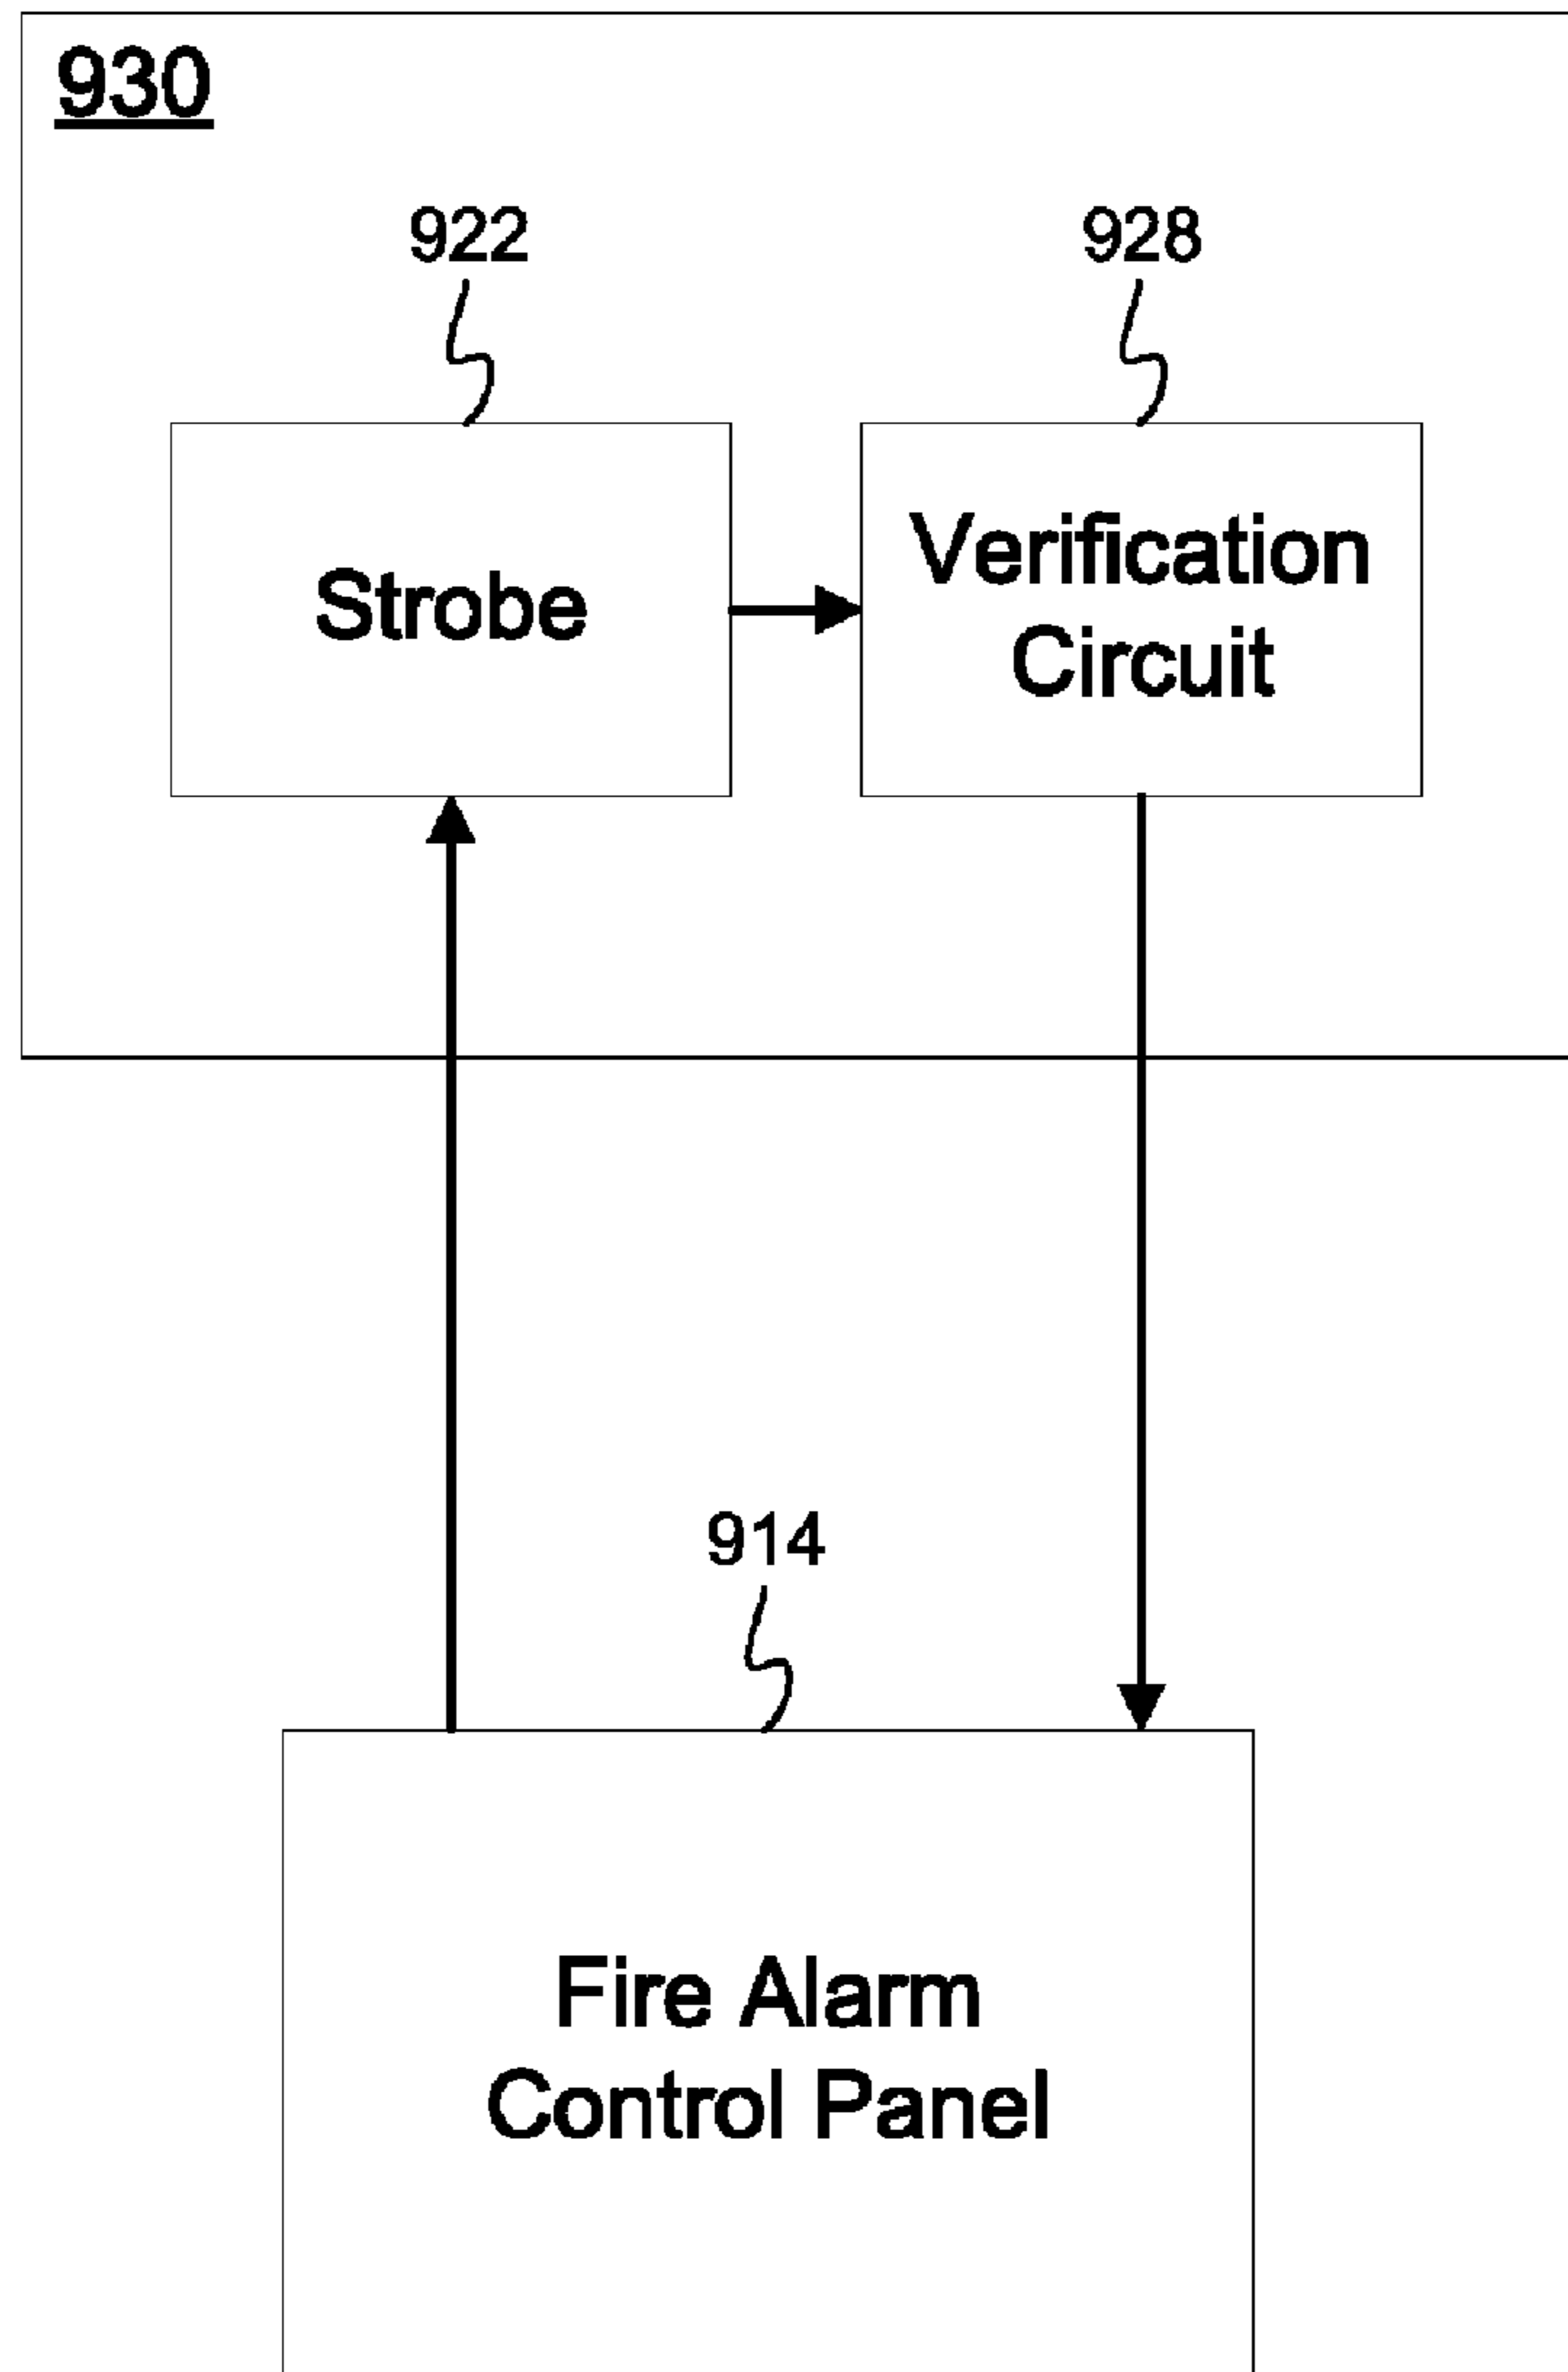 930
922
928
Strobe
Verification
Circuit
914
Fire Alarm
Control Panel